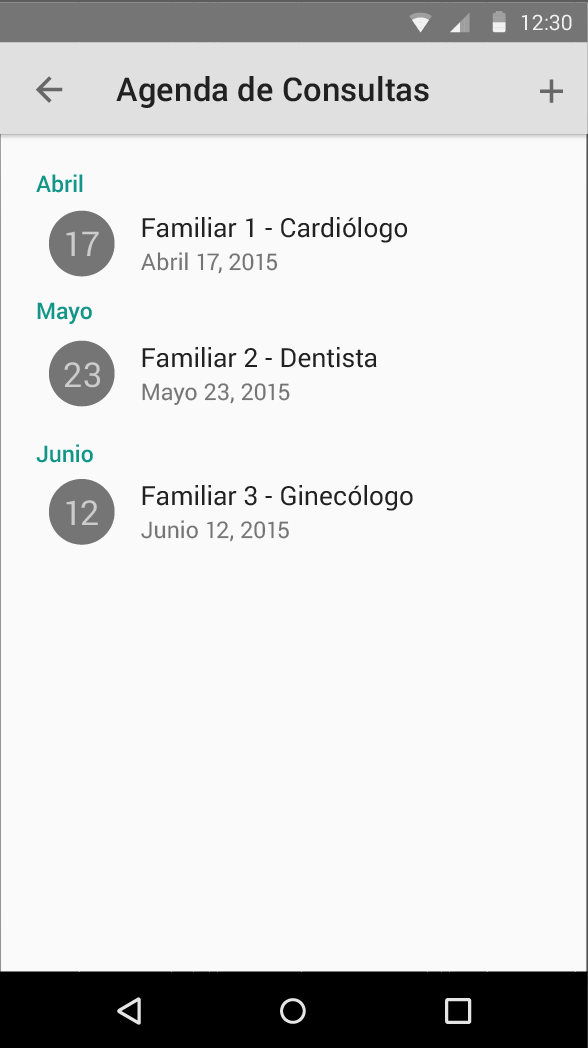 12:30
Agenda de Consultas
Abril
17
Familiar 1 - Cardiólogo
Abril 17, 2015
Mayo
23
Familiar 2 - Dentista
Mayo 23, 2015
Junio
12
Familiar 3 - Ginecólogo
Junio 12, 2015